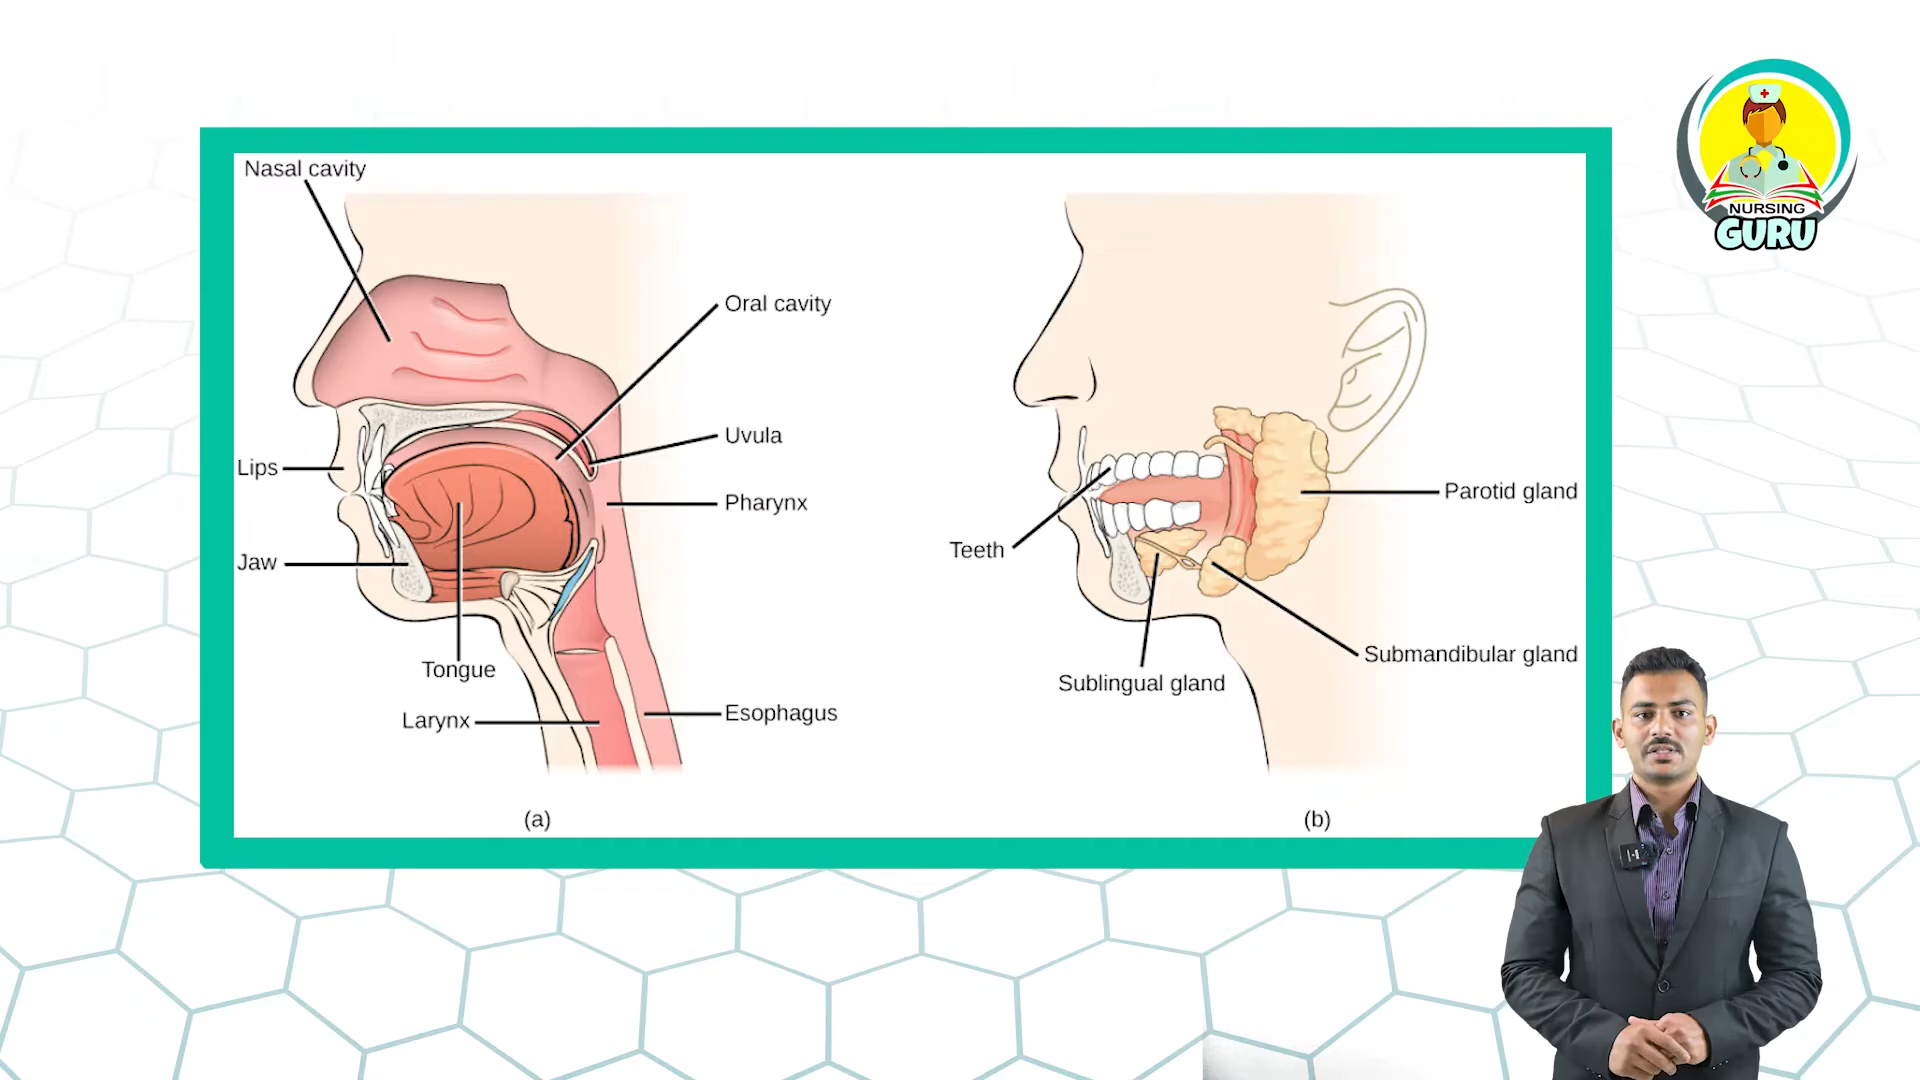 Nasal cavity
Oral cavity
Uvula
Lips
Pharynx
Jaw
Tongue
Larynx
Esophagus
(a)
Teeth
Parotid gland
Submandibular gland
Sublingual gland
(b)
NURSING
GURU